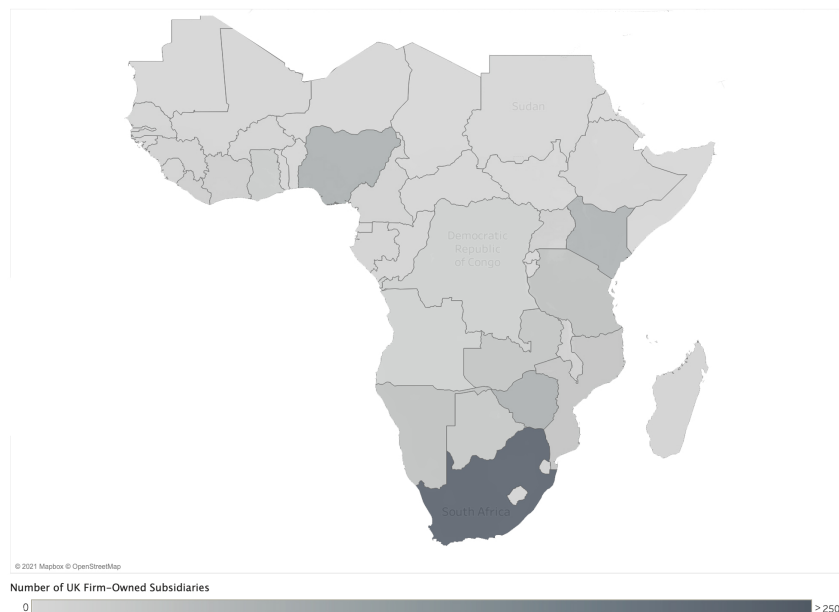 Sudan
Democratic
Republic
of Congo
South Africa
© 2021 Mapbox © OpenStreetMap
Number of UK Firm-Owned Subsidiaries
0
>250